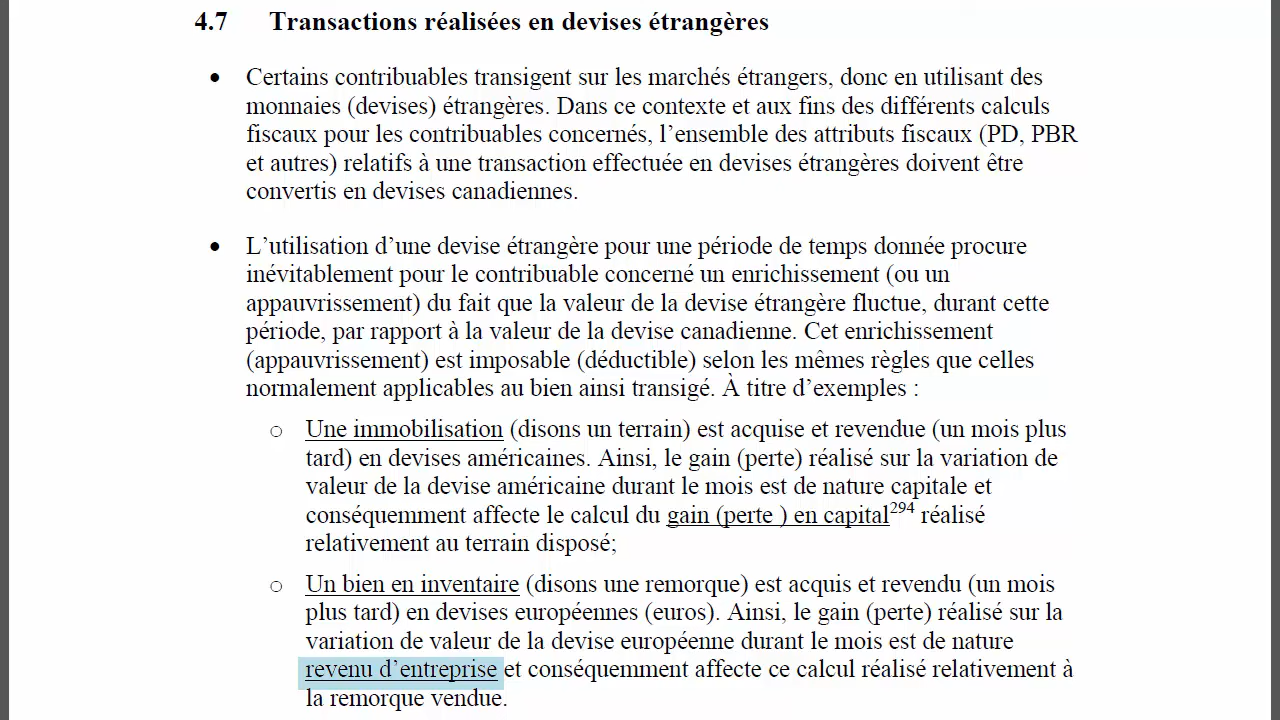 4.7 Transactions réalisées en devises étrangères
• Certains contribuables transigent sur les marchés étrangers, donc en utilisant des
monnaies (devises) étrangères. Dans ce contexte et aux fins des différents calculs
fiscaux pour les contribuables concernés, l’ensemble des attributs fiscaux (PD, PBR
et autres) relatifs à une transaction effectuée en devises étrangères doivent être
convertis en devises canadiennes.
• L’utilisation d’une devise étrangère pour une période de temps donnée procure
inévitablement pour le contribuable concerné un enrichissement (ou un
appauvrissement) du fait que la valeur de la devise étrangère fluctue, durant cette
période, par rapport à la valeur de la devise canadienne. Cet enrichissement
(appauvrissement) est imposable (déductible) selon les mêmes règles que celles
normalement applicables au bien ainsi transigé. À titre d’exemples :
o Une immobilisation (disons un terrain) est acquise et revendue (un mois plus
tard) en devises américaines. Ainsi, le gain (perte) réalisé sur la variation de
valeur de la devise américaine durant le mois est de nature capitale et
conséquemment affecte le calcul du gain (perte ) en capital294 réalisé
relativement au terrain disposé;
o Un bien en inventaire (disons une remorque) est acquis et revendu (un mois
plus tard) en devises européennes (euros). Ainsi, le gain (perte) réalisé sur la
variation de valeur de la devise européenne durant le mois est de nature
revenu d’entreprise et conséquemment affecte ce calcul réalisé relativement à
la remorque vendue.